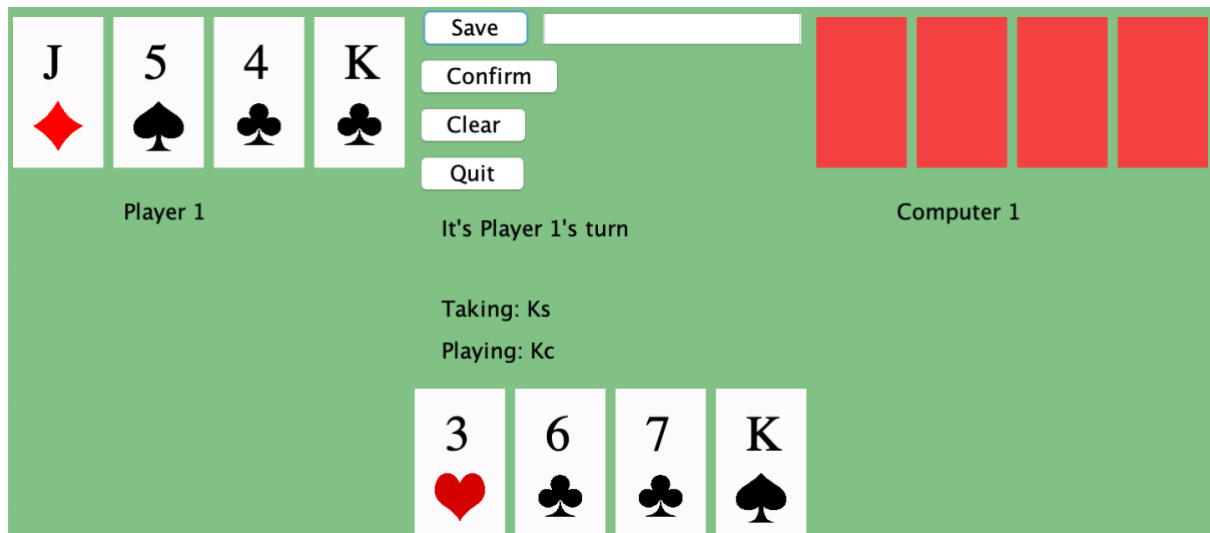 J 5 4 K
Save
Confirm
Clear
Quit
Player 1
Computer 1
It's Player 1's turn
Taking: Ks
Playing: Kc
3 6 7 K